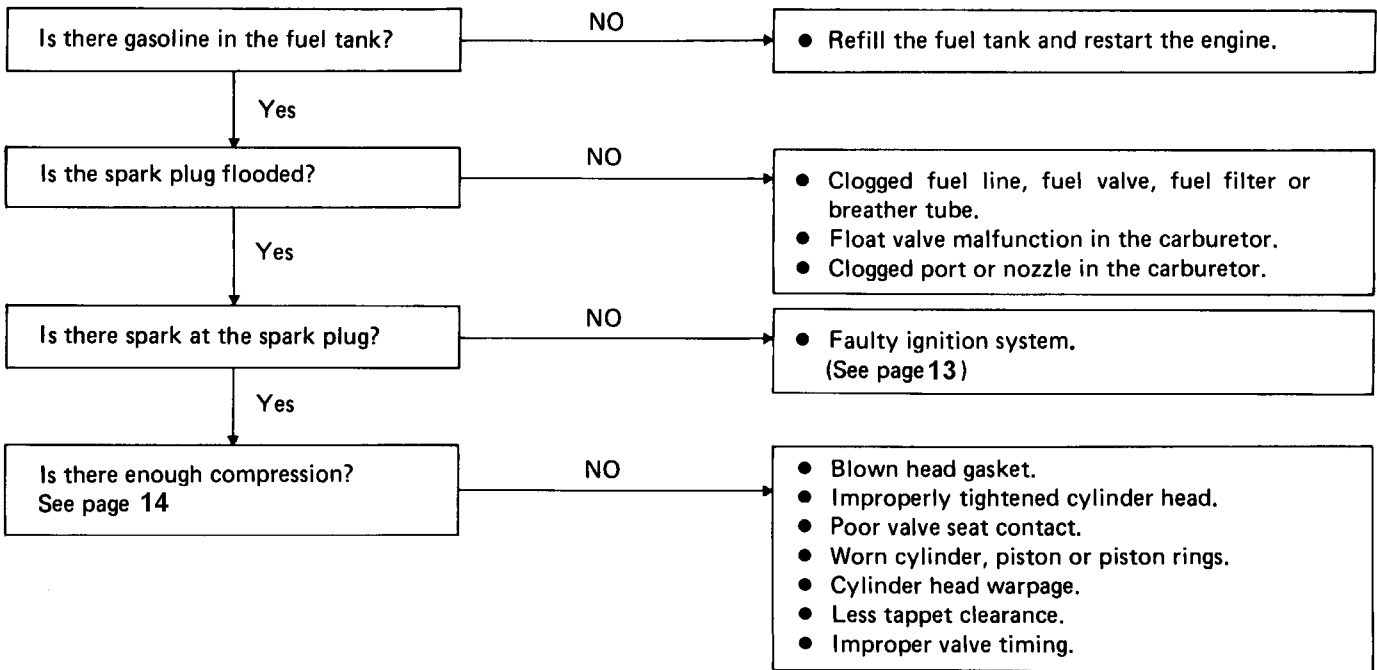 Is there gasoline in the fuel tank?
NO
● Refill the fuel tank and restart the engine.
Yes
Is the spark plug flooded?
NO
● Clogged fuel line, fuel valve, fuel filter or
breather tube.
● Float valve malfunction in the carburetor.
● Clogged port or nozzle in the carburetor.
Yes
Is there spark at the spark plug?
NO
● Faulty ignition system.
(See page 13)
Yes
Is there enough compression?
See page 14
NO
● Blown head gasket.
● Improperly tightened cylinder head.
● Poor valve seat contact.
● Worn cylinder, piston or piston rings.
● Cylinder head warpage.
● Less tappet clearance.
● Improper valve timing.